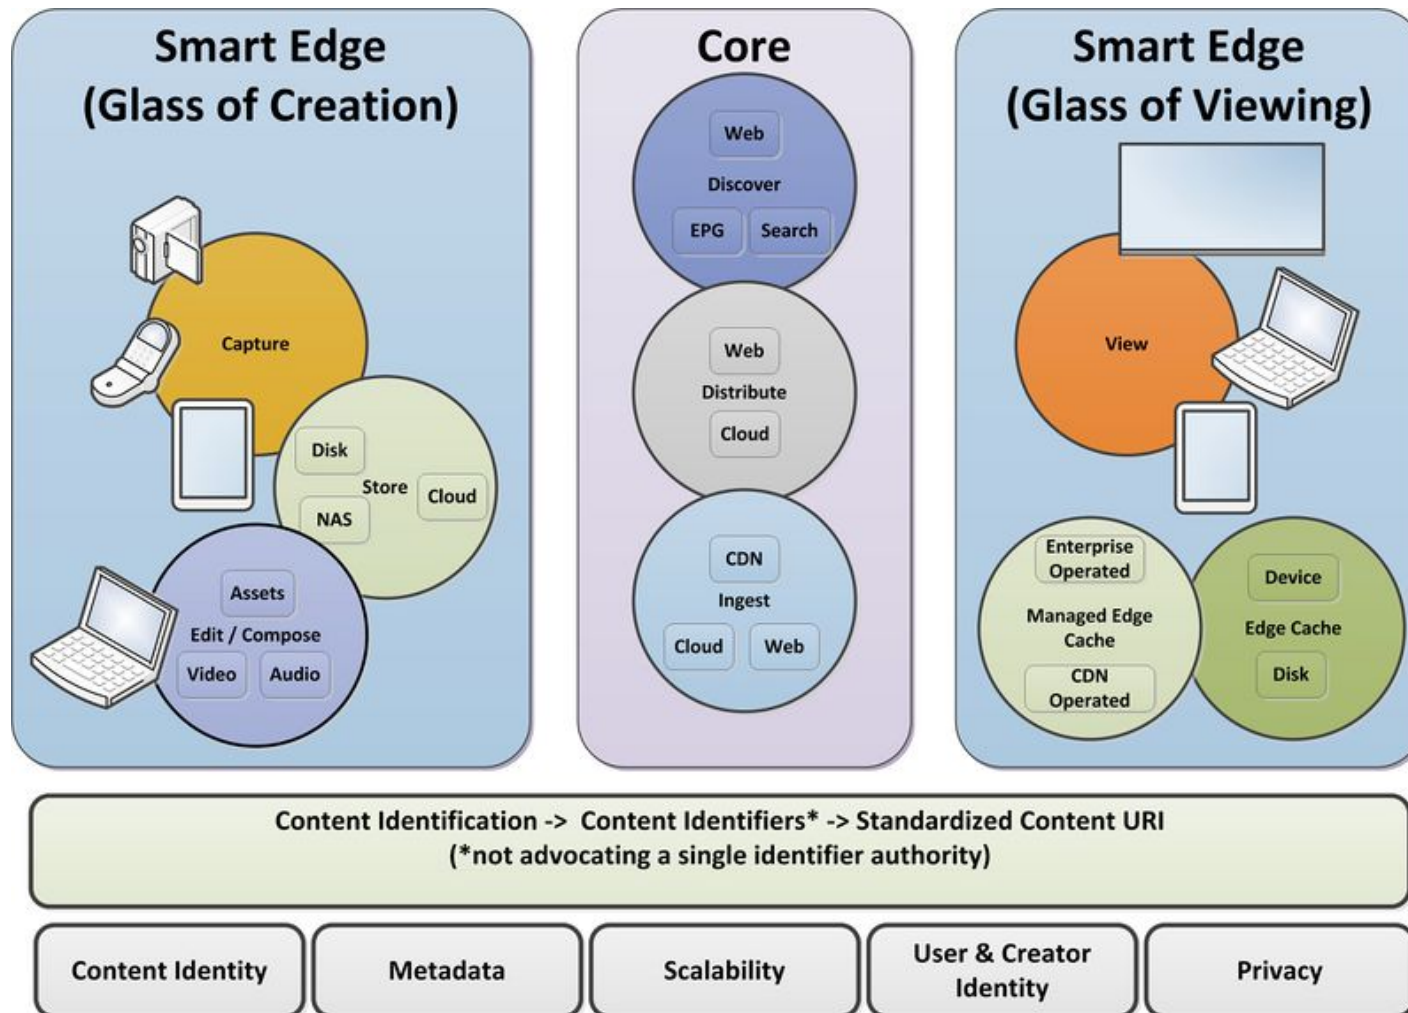 Smart Edge
(Glass of Creation)
Capture
Disk
Store
Cloud
NAS
Assets
Edit / Compose
Video
Audio
Core
Web
Discover
EPG
Search
Web
Distribute
Cloud
CDN
Ingest
Cloud
Web
Smart Edge
(Glass of Viewing)
View
Enterprise
Operated
Managed Edge
Cache
CDN
Operated
Device
Edge Cache
Disk
Content Identification -> Content Identifiers* -> Standardized Content URI
(*not advocating a single identifier authority)
Content Identity
Metadata
Scalability
User & Creator
Identity
Privacy